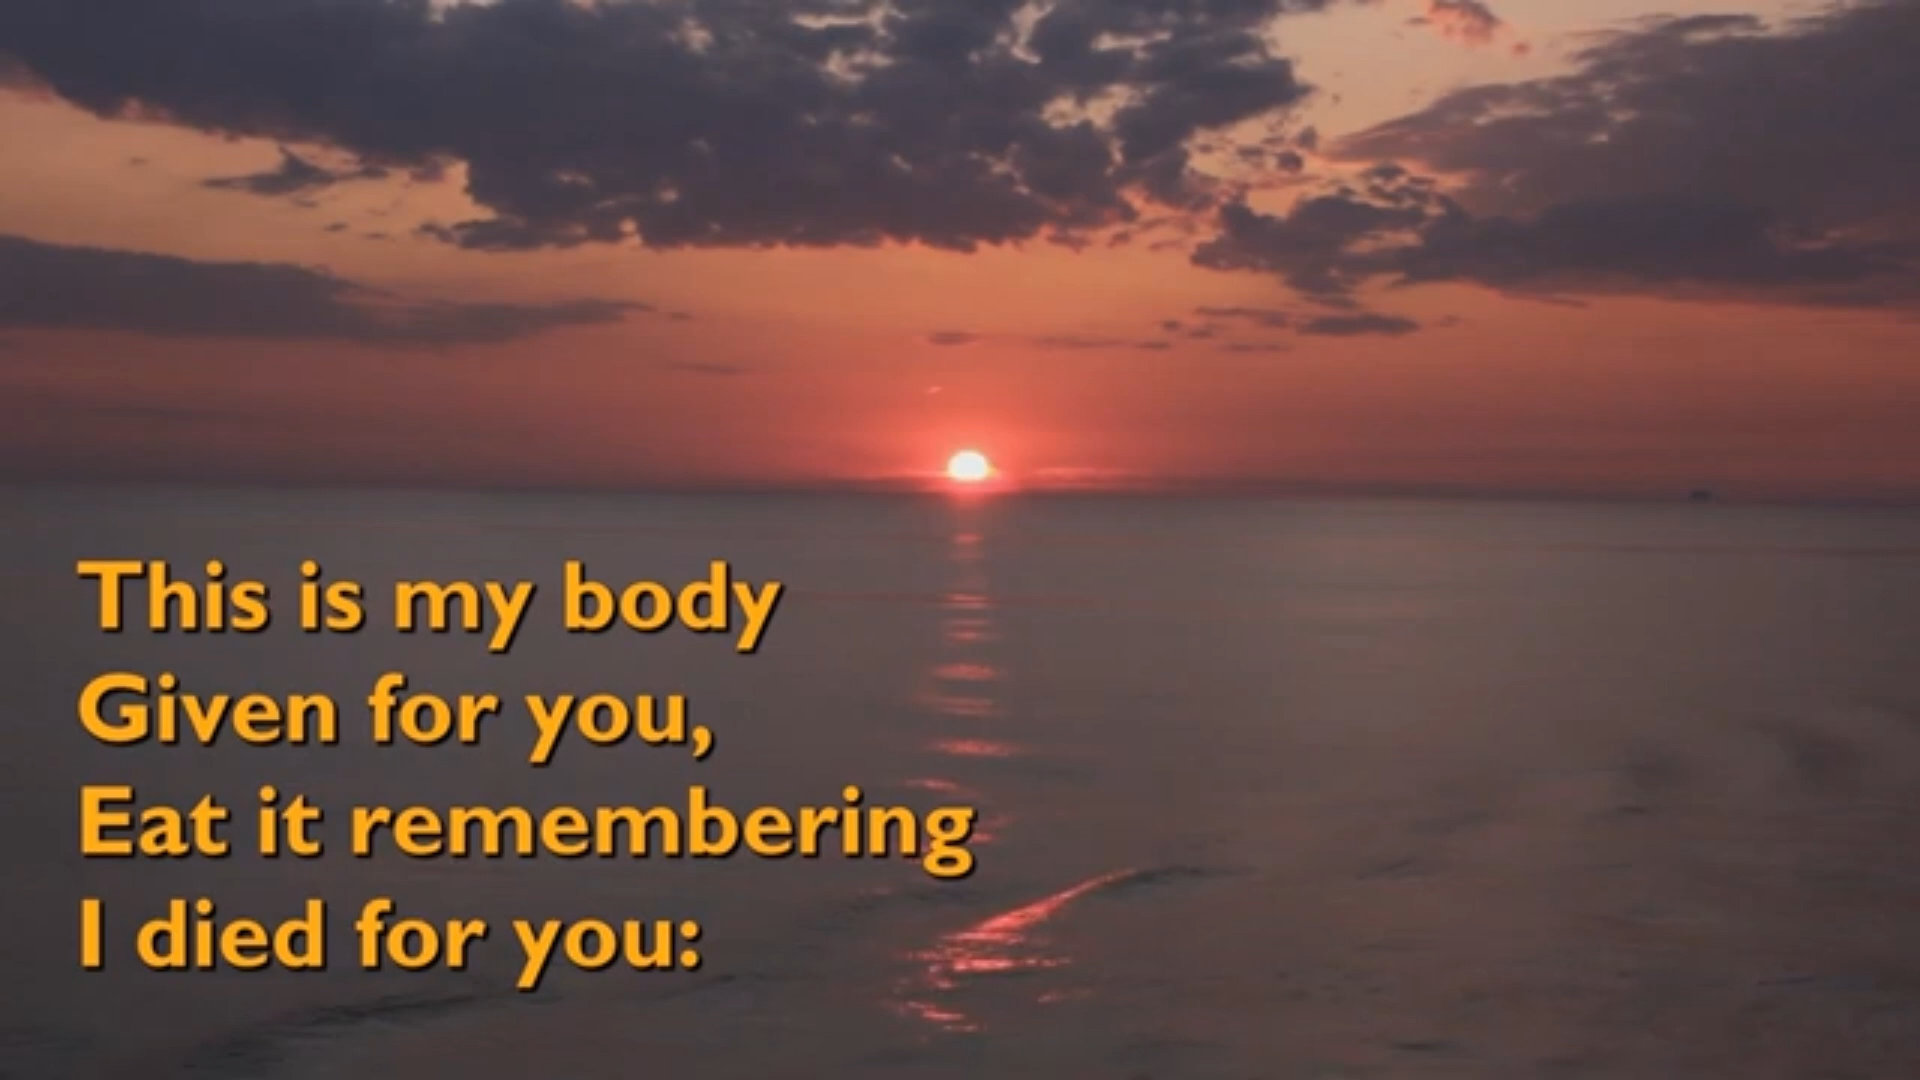 This is my body
Given for you,
Eat it remembering
I died for you: